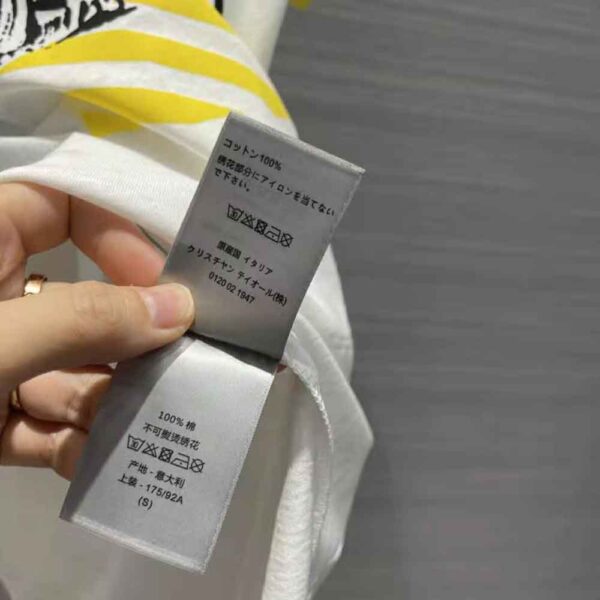 コットン100%
绣花部分にアイロンを当てない
で下さい。
原産国 イタリア
クリスチャン ディオール(株)
0120 02 1947
100% 棉
不可熨烫绣花
产地 - 意大利
上装 - 175/92A
(S)